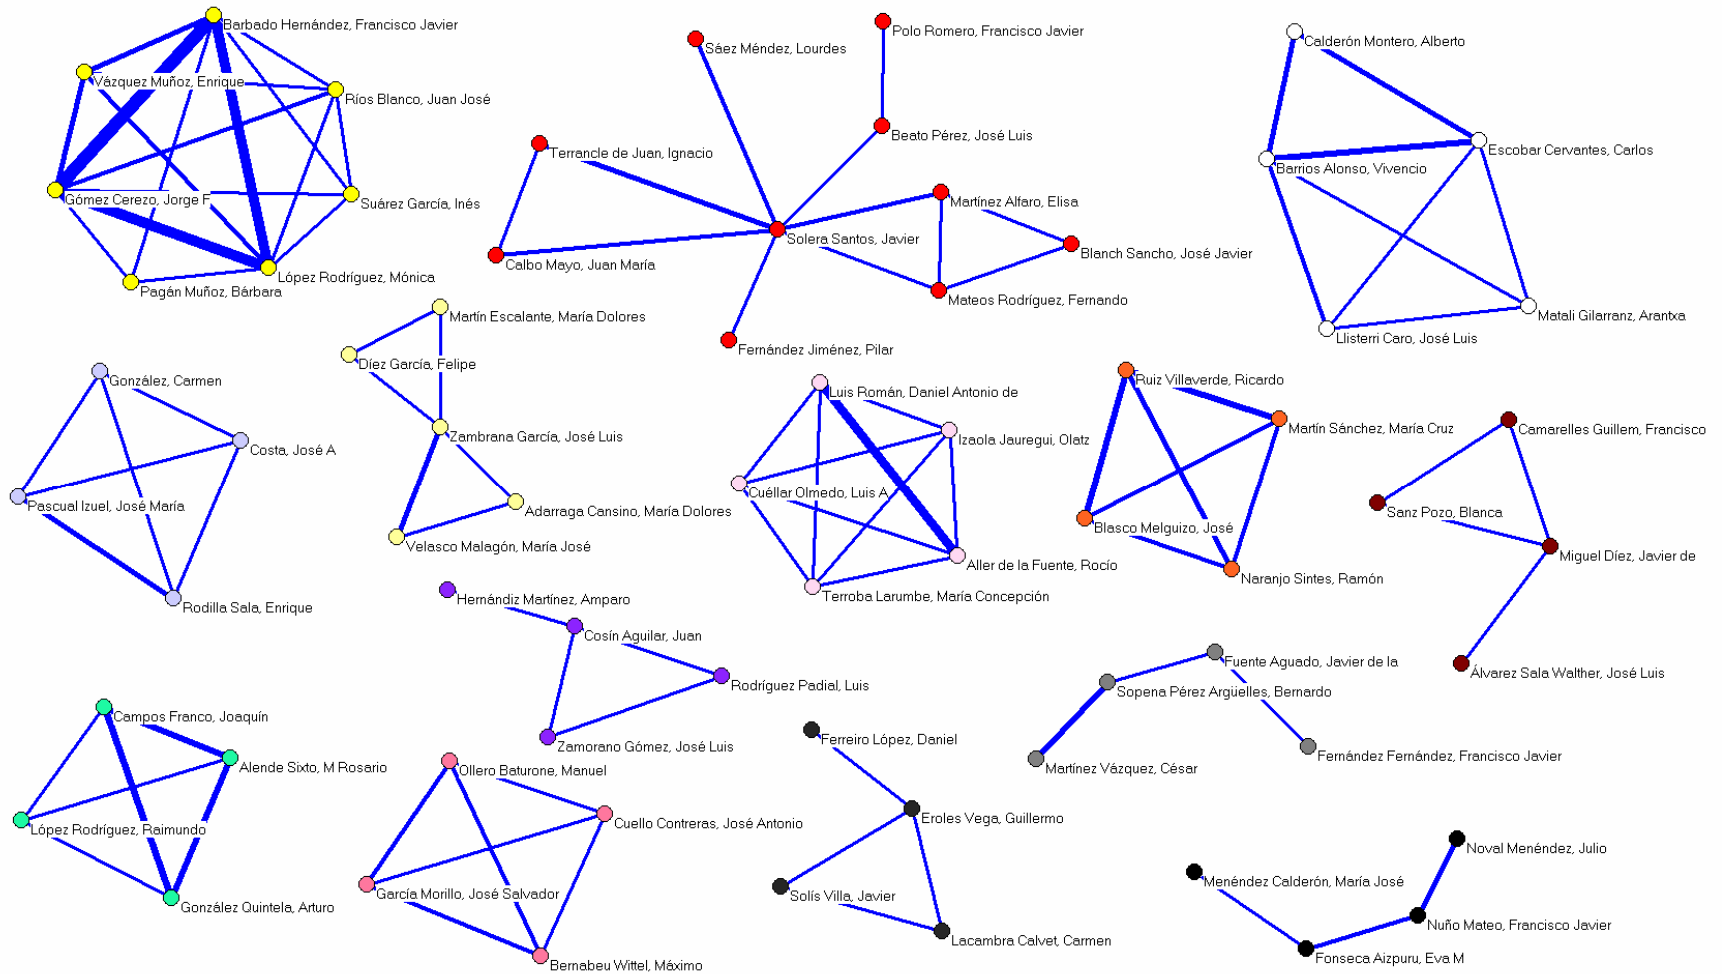 Barbado Hernández, Francisco Javier
Vázquez Muñoz, Enrique
Ríos Blanco, Juan José
Gómez Cerezo, Jorge F
Suárez García, Inés
López Rodríguez, Mónica
Pagán Muñoz, Bárbara
Polo Romero, Francisco Javier
Sáez Méndez, Lourdes
Beato Pérez, José Luis
Terrancle de Juan, Ignacio
Martínez Alfaro, Elisa
Solera Santos, Javier
Blanch Sancho, José Javier
Calbo Mayo, Juan María
Mateos Rodríguez, Fernando
Fernández Jiménez, Pilar
Calderón Montero, Alberto
Escobar Cervantes, Carlos
Barrios Alonso, Vivencio
Matali Gilarranz, Arantxa
Llisterri Caro, José Luis
González, Carmen
Costa, José A
Pascual Izuel, José María
Rodilla Sala, Enrique
Martín Escalante, María Dolores
Díez García, Felipe
Zambrana García, José Luis
Adarraga Cansino, María Dolores
Velasco Malagón, María José
Luis Román, Daniel Antonio de
Izaola Jauregui, Olatz
Cuéllar Olmedo, Luis A
Aller de la Fuente, Rocío
Terroba Larumbe, María Concepción
Ruiz Villaverde, Ricardo
Martín Sánchez, María Cruz
Blasco Melguizo, José
Naranjo Sintes, Ramón
Camarelles Guillem, Francisco
Sanz Pozo, Blanca
Miguel Díez, Javier de
Álvarez Sala Walther, José Luis
Hernándiz Martínez, Amparo
Cosín Aguilar, Juan
Rodríguez Padial, Luis
Zamorano Gómez, José Luis
Fuente Aguado, Javier de la
Sopena Pérez Argüelles, Bernardo
Fernández Fernández, Francisco Javier
Martínez Vázquez, César
Campos Franco, Joaquín
Alende Sixto, M Rosario
López Rodríguez, Raimundo
González Quintela, Arturo
Ollero Baturone, Manuel
Cuello Contreras, José Antonio
García Morillo, José Salvador
Bernabeu Wittel, Máximo
Ferreiro López, Daniel
Eroles Vega, Guillermo
Solís Villa, Javier
Lacambra Calvet, Carmen
Noval Menéndez, Julio
Menéndez Calderón, María José
Nuño Mateo, Francisco Javier
Fonseca Aizpuru, Eva M